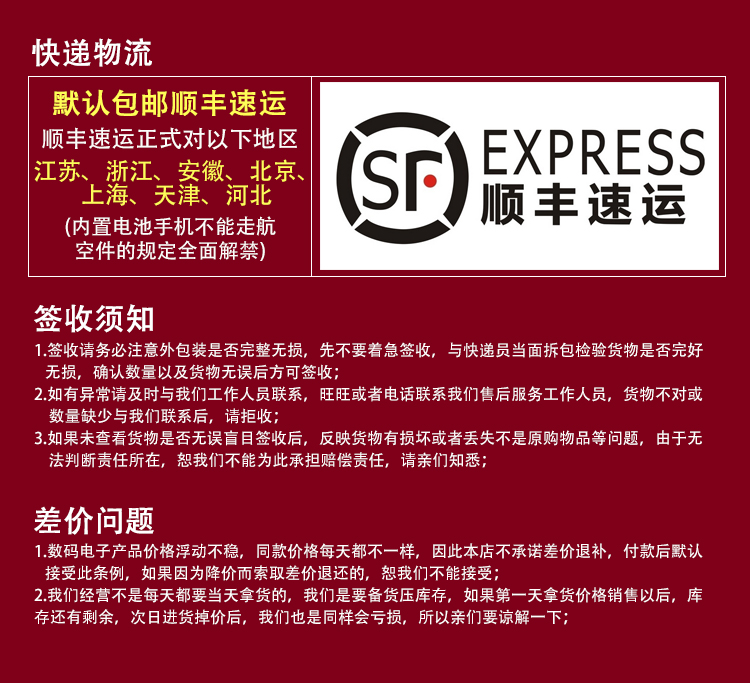 快递物流
默认包邮顺丰速运
顺丰速运正式对以下地区
江苏、浙江、安徽、北京、
上海、天津、河北
(内置电池手机不能走航
空件的规定全面解禁)
SF EXPRESS
顺丰速运
签收须知
1.签收请务必注意外包装是否完整无损，先不要着急签收，与快递员当面拆包检验货物是否完好
无损，确认数量以及货物无误后方可签收；
2.如有异常请及时与我们工作人员联系，旺旺或者电话联系我们售后服务工作人员，货物不对或
数量缺少与我们联系后，请拒收；
3.如果未查看货物是否无误盲目签收后，反映货物有损坏或者丢失不是原购物品等问题，由于无
法判断责任所在，恕我们不能为此承担赔偿责任，请亲们知悉；
差价问题
1.数码电子产品价格浮动不稳，同款价格每天都不一样，因此本店不承诺差价退补，付款后默认
接受此条例，如果因为降价而索取差价退还的，恕我们不能接受；
2.我们经营不是每天都要当天拿货的，我们是要备货压库存，如果第一天拿货价格销售以后，库
存还有剩余，次日进货掉价后，我们也是同样会亏损，所以亲们要谅解一下；